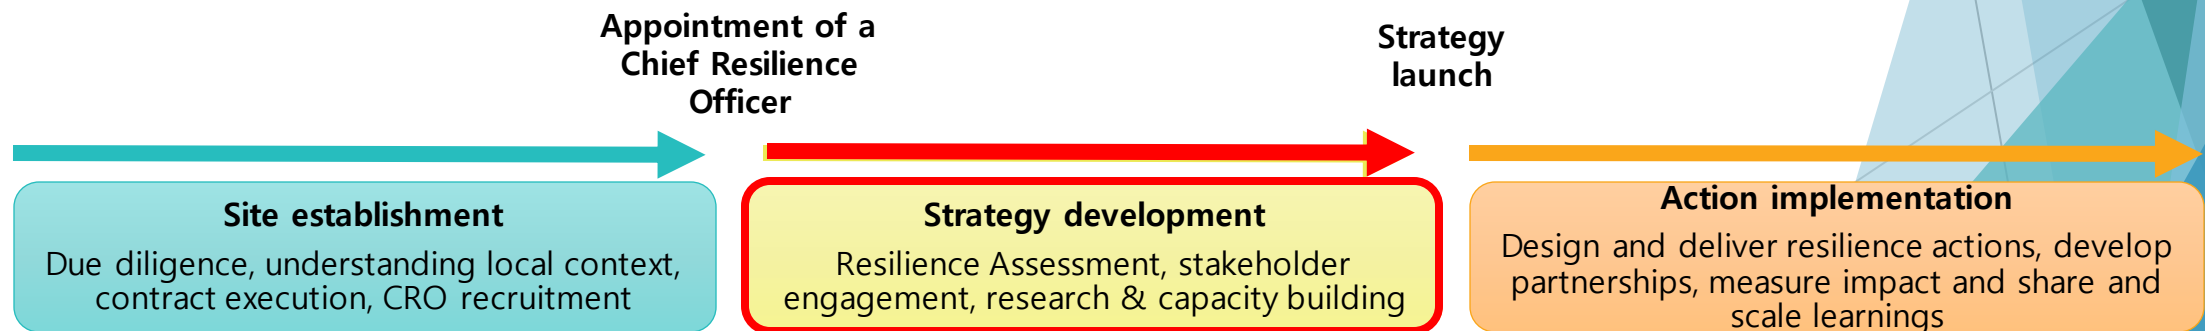 Appointment of a
Chief Resilience
Officer
Strategy
launch
Site establishment
Due diligence, understanding local context,
contract execution, CRO recruitment
Strategy development
Resilience Assessment, stakeholder
engagement, research & capacity building
Action implementation
Design and deliver resilience actions, develop
partnerships, measure impact and share and
scale learnings